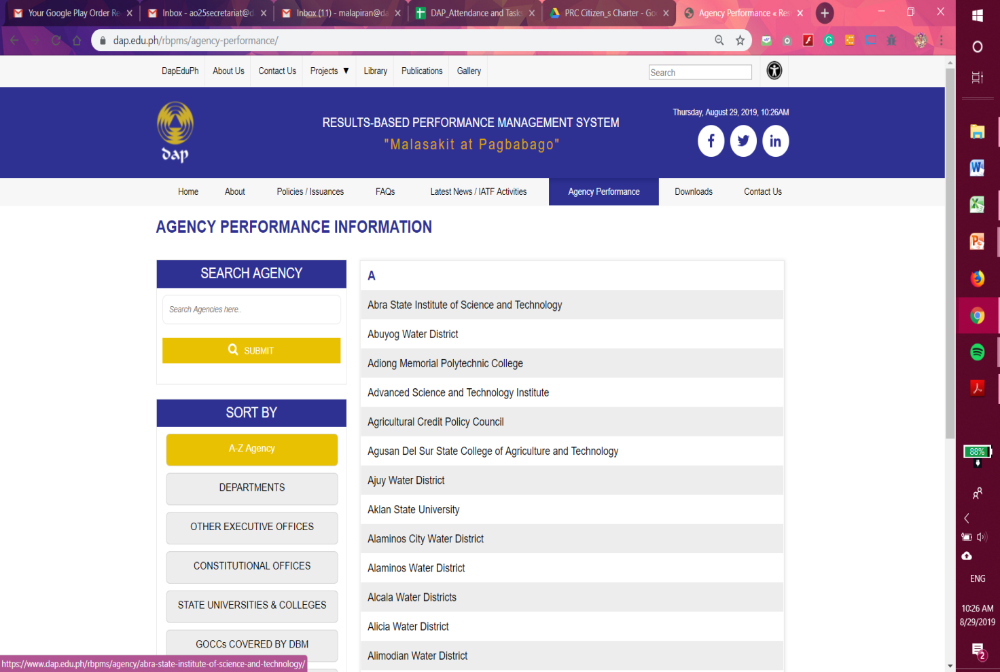 Your Google Play Order Re
Inbox - ao25secretariat@d
Inbox (11) - malapiran@da
DAP_Attendance and Tasks
PRC Citizen_s Charter - Go
Agency Performance « Res
dap.edu.ph/rbpms/agency-performance/
DapEduPh About Us Contact Us Projects ▼ Library Publications Gallery
Search
dap
RESULTS-BASED PERFORMANCE MANAGEMENT SYSTEM
"Malasakit at Pagbabago"
Thursday, August 29, 2019, 10:26AM
Home About Policies / Issuances FAQs Latest News / IATF Activities Agency Performance Downloads Contact Us
AGENCY PERFORMANCE INFORMATION
SEARCH AGENCY
Search Agencies here..
SUBMIT
SORT BY
A-Z Agency
DEPARTMENTS
OTHER EXECUTIVE OFFICES
CONSTITUTIONAL OFFICES
STATE UNIVERSITIES & COLLEGES
GOCCs COVERED BY DBM
A
Abra State Institute of Science and Technology
Abuyog Water District
Adiong Memorial Polytechnic College
Advanced Science and Technology Institute
Agricultural Credit Policy Council
Agusan Del Sur State College of Agriculture and Technology
Ajuy Water District
Aklan State University
Alaminos City Water District
Alaminos Water District
Alcala Water Districts
Alicia Water District
Alimodian Water District
https://www.dap.edu.ph/rbpms/agency/abra-state-institute-of-science-and-technology/
88%
ENG
10:26 AM
8/29/2019
2